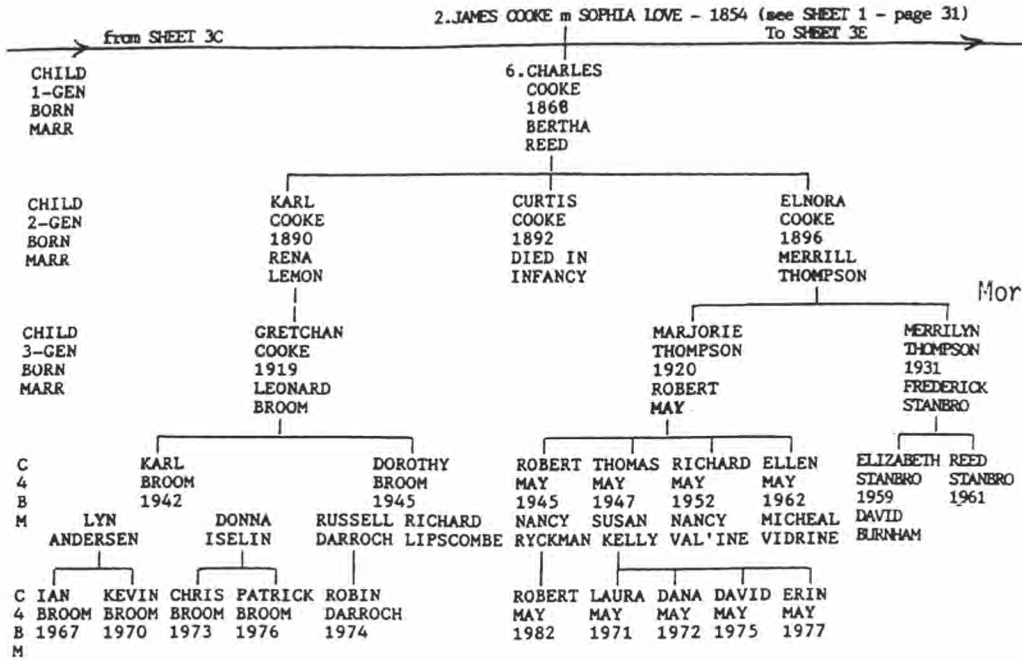 2.JAMES COOKE m SOPHIA LOVE - 1854 (see SHEET 1 - page 31)
from SHEET 3C To SHEET 3E
CHILD 6.CHARLES
1-GEN COOKE
BORN 1868
MARR BERTHA
REED
CHILD KARL CURTIS ELNORA
2-GEN COOKE COOKE COOKE
BORN 1890 1892 1896
MARR RENA DIED IN MERRILL
LEMON INFANCY THOMPSON
Mor
CHILD GRETCHAN MARJORIE MERRILYN
3-GEN COOKE THOMPSON THOMPSON
BORN 1919 1920 1931
MARR LEONARD ROBERT FREDERICK
BROOM MAY STANBRO
C KARL DOROTHY ROBERT THOMAS RICHARD ELLEN ELIZABETH REED
4 BROOM BROOM MAY MAY MAY MAY STANBRO STANBRO
B 1942 1945 1945 1947 1952 1962 1959 1961
M LYN DONNA RUSSELL RICHARD NANCY SUSAN NANCY MICHEAL DAVID
ANDERSEN ISELIN DARROCH LIPSCOMBE RYCKMAN KELLY VAL'INE VIDRINE BURNHAM
C IAN KEVIN CHRIS PATRICK ROBIN ROBERT LAURA DANA DAVID ERIN
4 BROOM BROOM BROOM BROOM DARROCH MAY MAY MAY MAY MAY
B 1967 1970 1973 1976 1974 1982 1971 1972 1975 1977
M